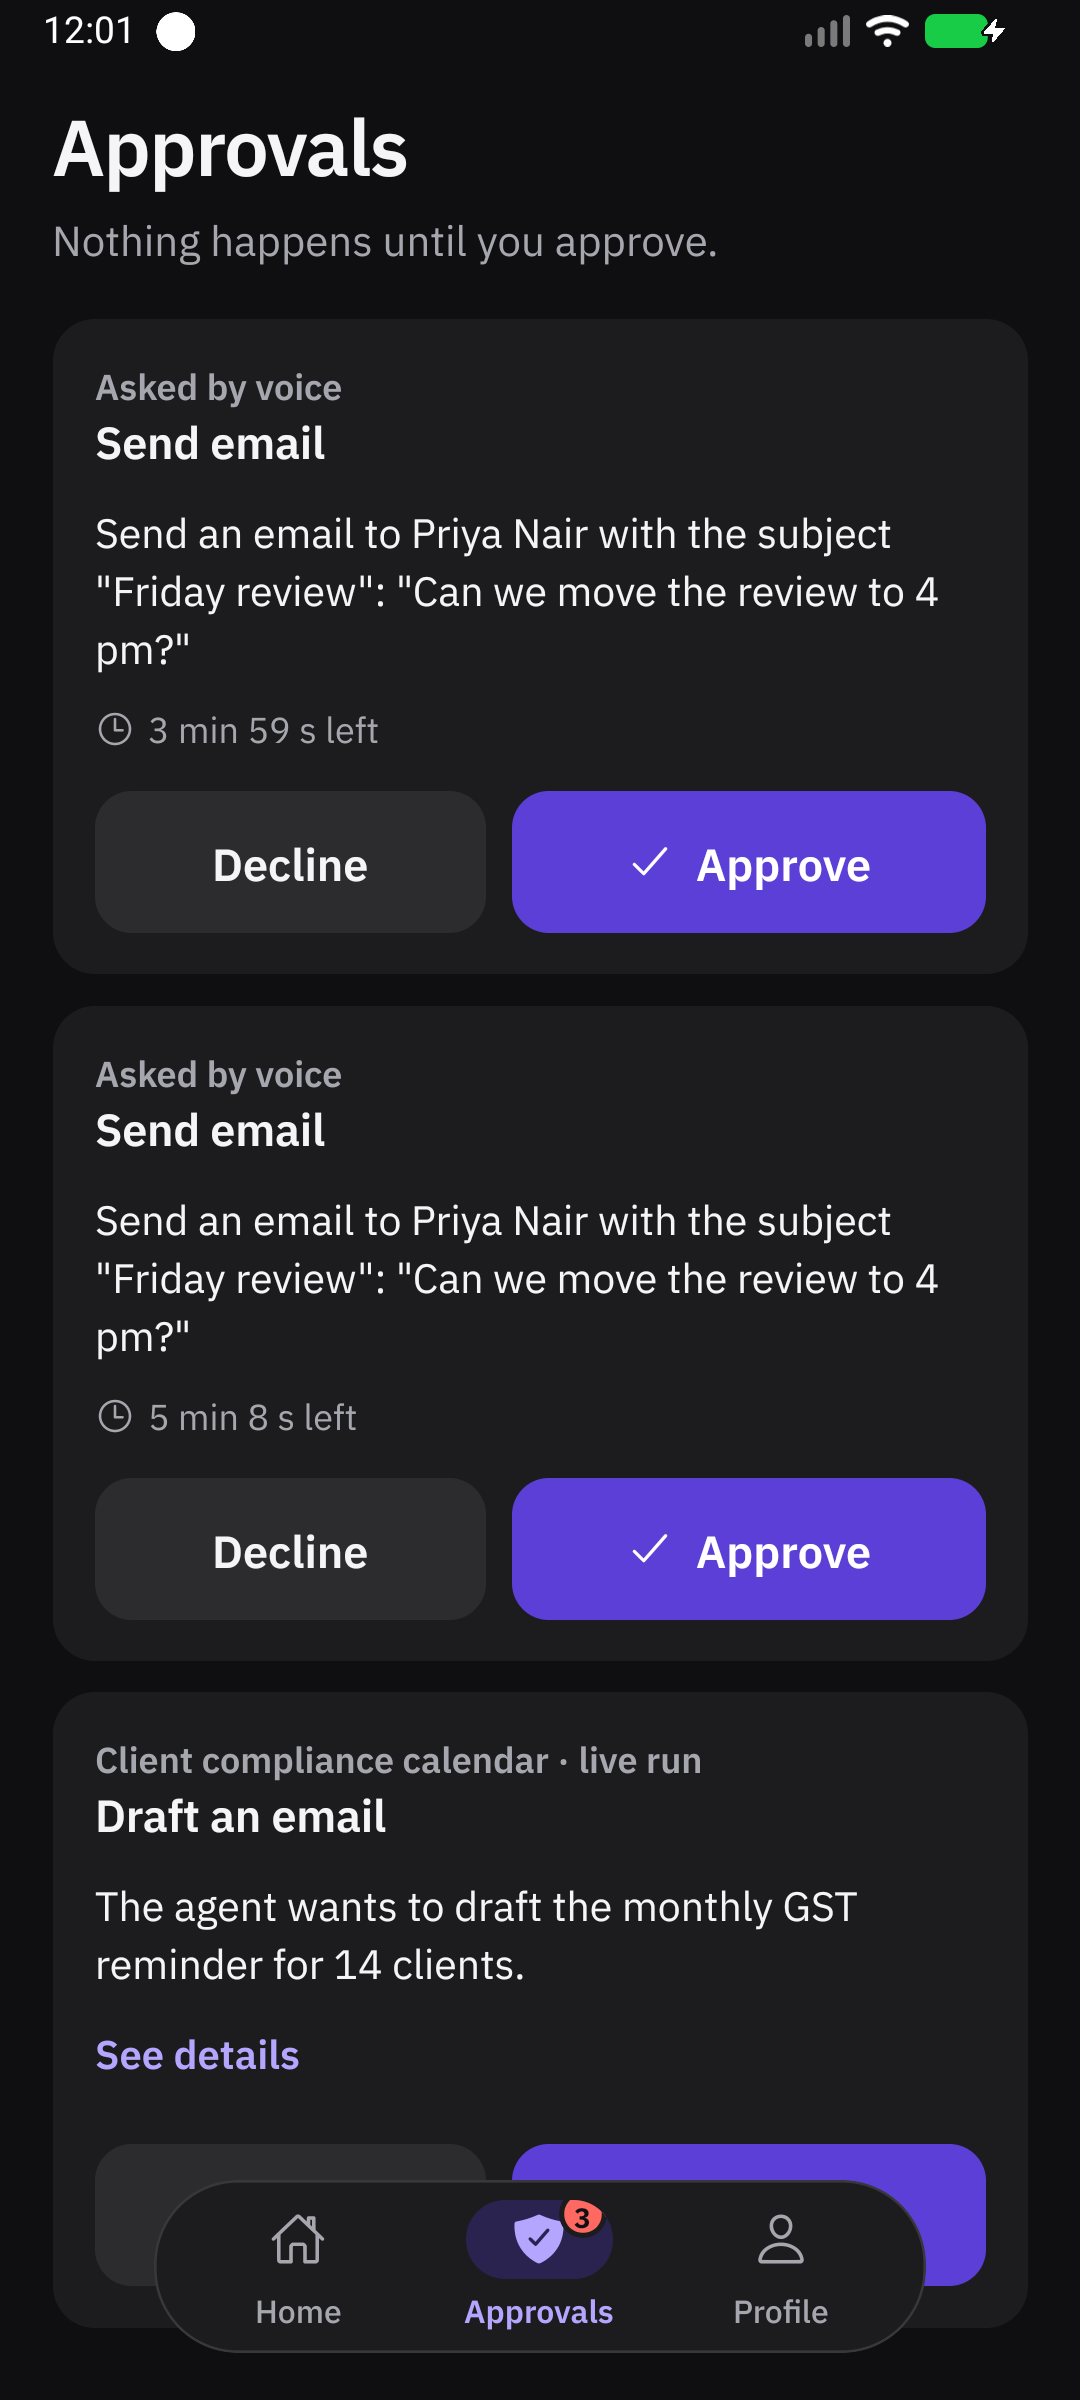 12:01
Approvals
Nothing happens until you approve.
Asked by voice
Send email
Send an email to Priya Nair with the subject
"Friday review": "Can we move the review to 4
pm?"
3 min 59 s left
Decline
Approve
Asked by voice
Send email
Send an email to Priya Nair with the subject
"Friday review": "Can we move the review to 4
pm?"
5 min 8 s left
Decline
Approve
Client compliance calendar · live run
Draft an email
The agent wants to draft the monthly GST
reminder for 14 clients.
See details
3
Home
Approvals
Profile